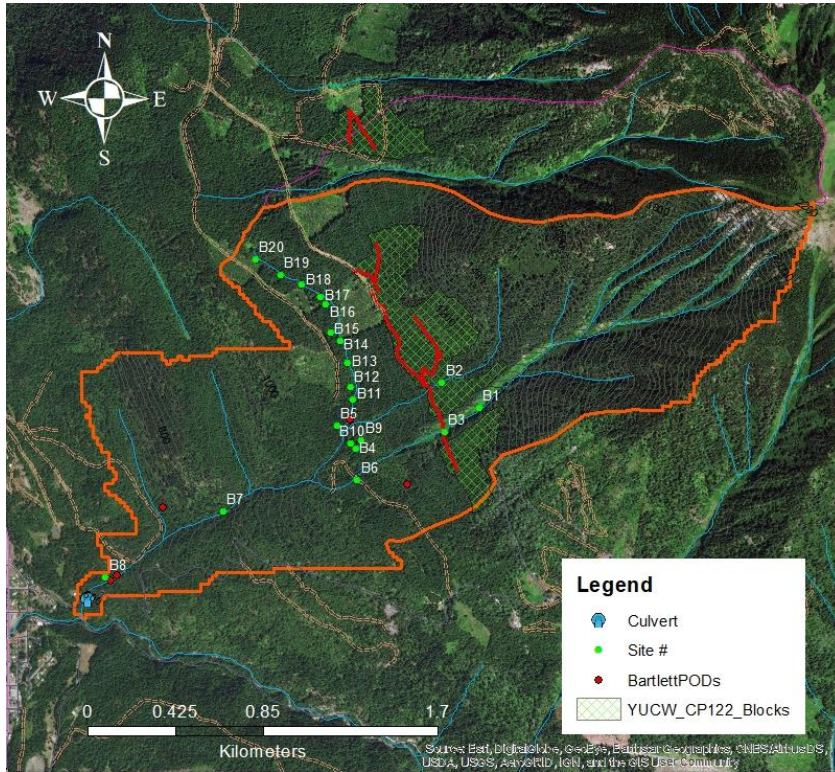 N
W E
S
B20
B19
B18
B17
B16
B15
B14
B13
B12
B2
B11
B1
B5
B3
B10 B9
B4
B6
B7
B8
800
Legend
Culvert
Site #
BartlettPODs
YUCW_CP122_Blocks
0 0.425 0.85 1.7
Kilometers
Source: Esri, DigitalGlobe, GeoEye, Earthstar Geographics, CNES/Airbus DS,
USDA, USGS, AeroGRID, IGN, and the GIS User Community